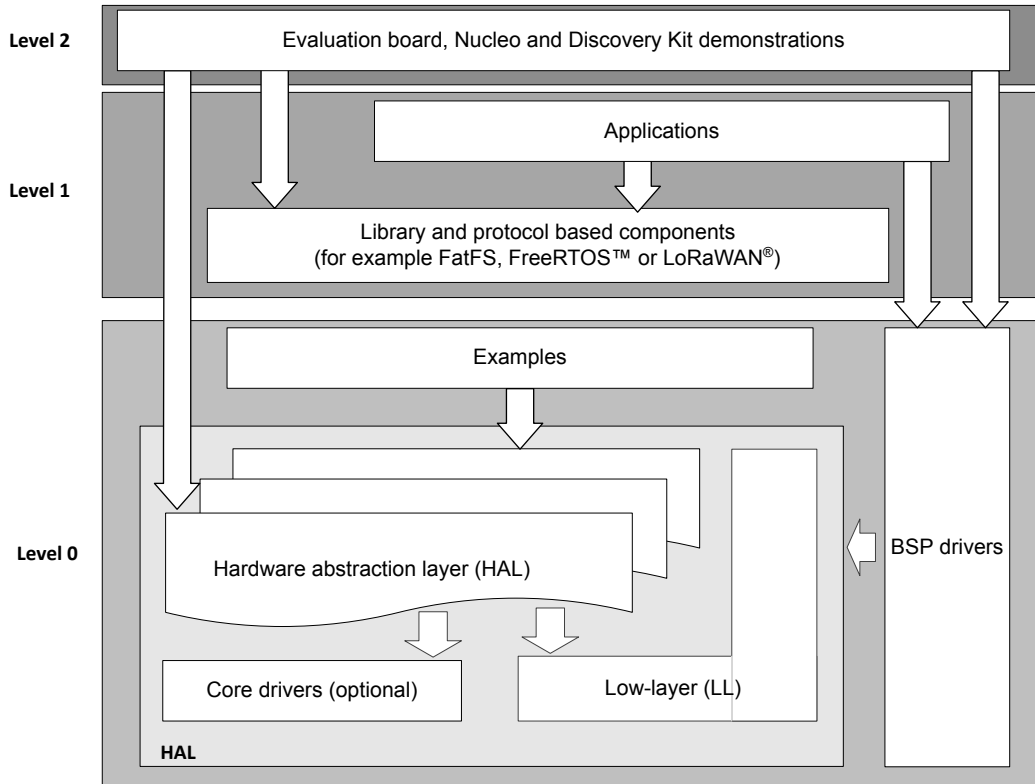 Level 2
Evaluation board, Nucleo and Discovery Kit demonstrations
Applications
Level 1
Library and protocol based components
(for example FatFS, FreeRTOS™ or LoRaWAN®)
Examples
Level 0
Hardware abstraction layer (HAL)
BSP drivers
Core drivers (optional)
Low-layer (LL)
HAL